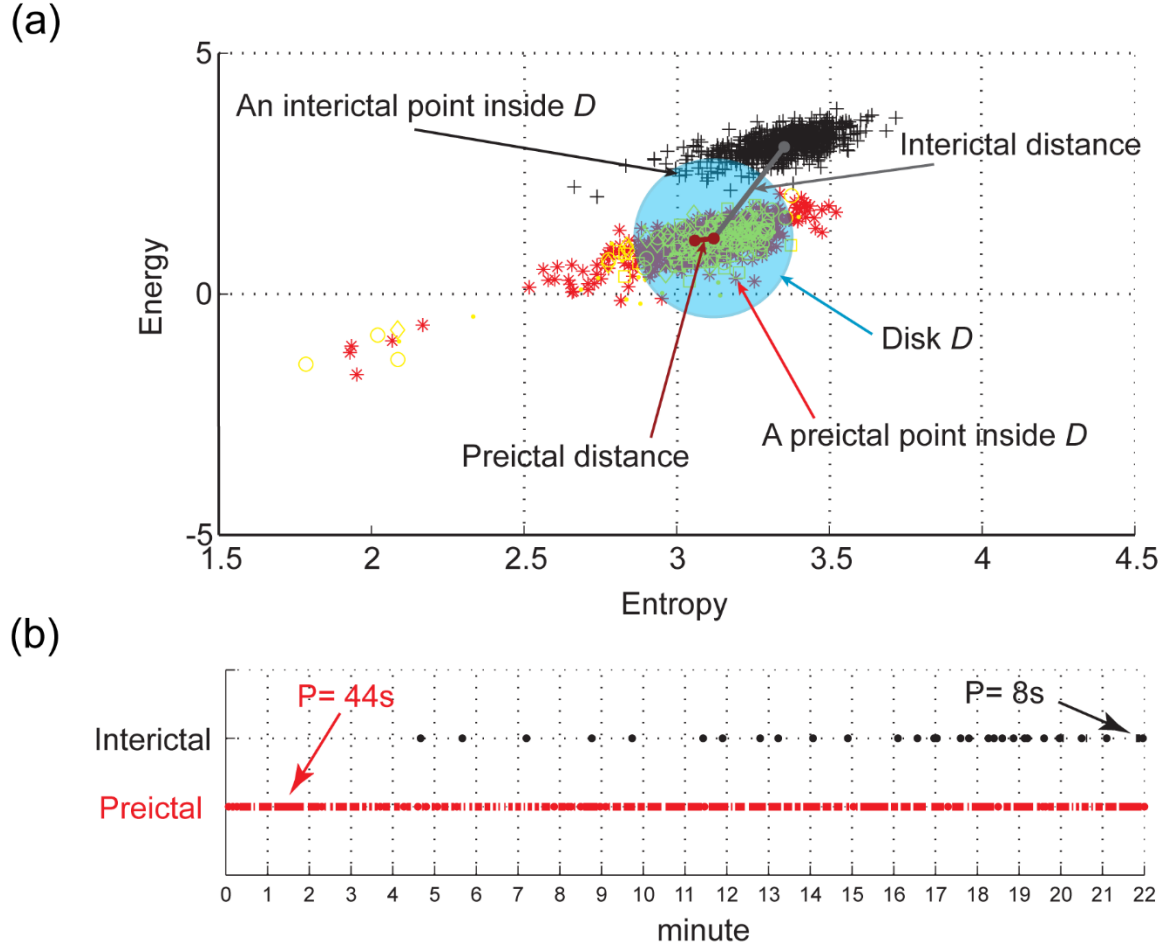 (a)
5
An interictal point inside D
Interictal distance
Energy
0
Disk D
A preictal point inside D
Preictal distance
-5
1.5 2 2.5 3 3.5 4 4.5
Entropy
(b)
P= 44s
P= 8s
Interictal
Preictal
0 1 2 3 4 5 6 7 8 9 10 11 12 13 14 15 16 17 18 19 20 21 22
minute